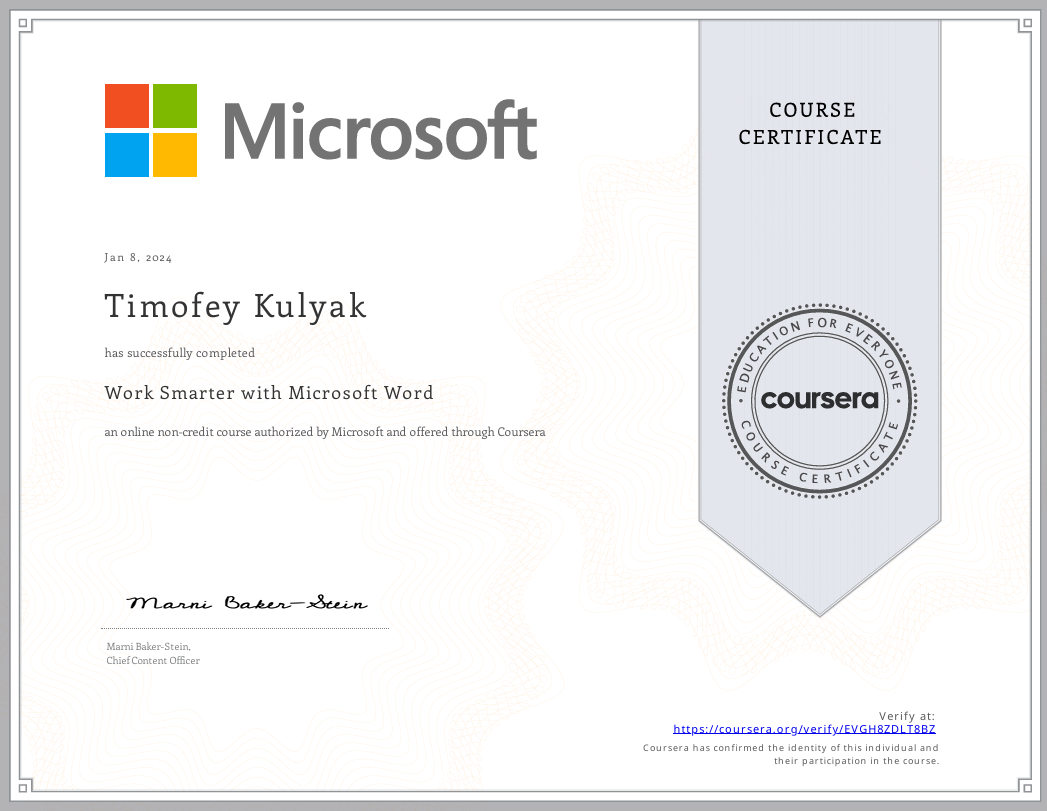 Microsoft
COURSE
CERTIFICATE
Jan 8, 2024
Timofey Kulyak
has successfully completed
Work Smarter with Microsoft Word
an online non-credit course authorized by Microsoft and offered through Coursera
EDUCATION FOR EVERYONE
coursera
COURSE CERTIFICATE
Marni Baker-Stein
Marni Baker-Stein,
Chief Content Officer
Verify at:
https://coursera.org/verify/EVGH8ZDLT8BZ
Coursera has confirmed the identity of this individual and
their participation in the course.